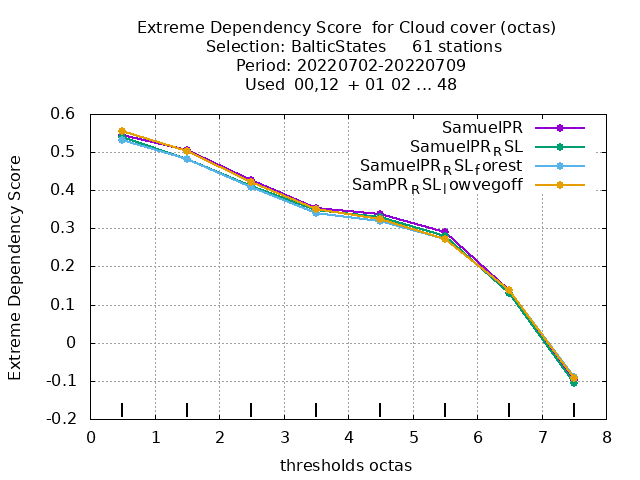 Extreme Dependency Score  for Cloud cover (octas)
Selection: BalticStates     61 stations
Period: 20220702-20220709
Used  00,12  + 01 02 ... 48
SamuelPR
SamuelPR_RSL
SamuelPR_RSL_forest
SamPR_RSL_lowvegoff
Extreme Dependency Score
0.6
0.5
0.4
0.3
0.2
0.1
0
-0.1
-0.2
0 1 2 3 4 5 6 7 8
thresholds octas